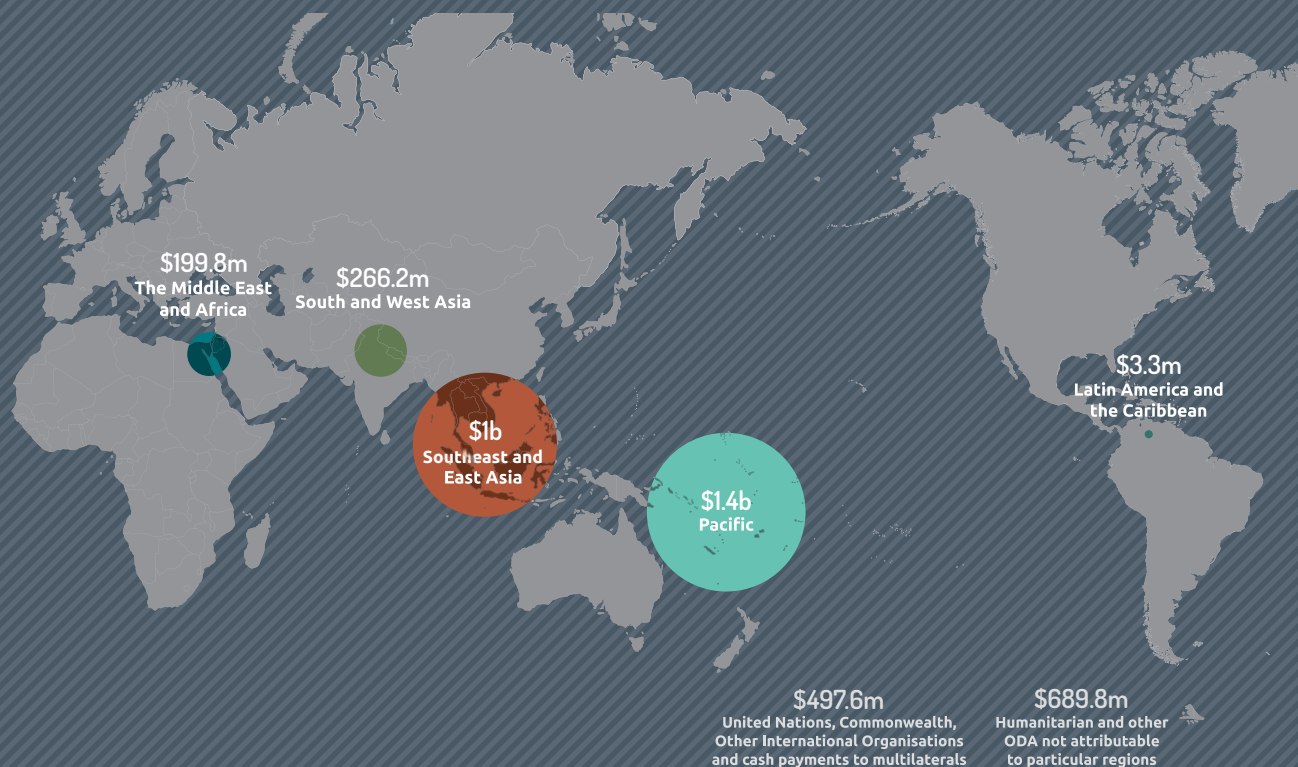 $199.8m
The Middle East
and Africa
$266.2m
South and West Asia
$1b
Southeast and
East Asia
$1.4b
Pacific
$3.3m
Latin America and
the Caribbean
$497.6m
United Nations, Commonwealth,
Other International Organisations
and cash payments to multilaterals
$689.8m
Humanitarian and other
ODA not attributable
to particular regions